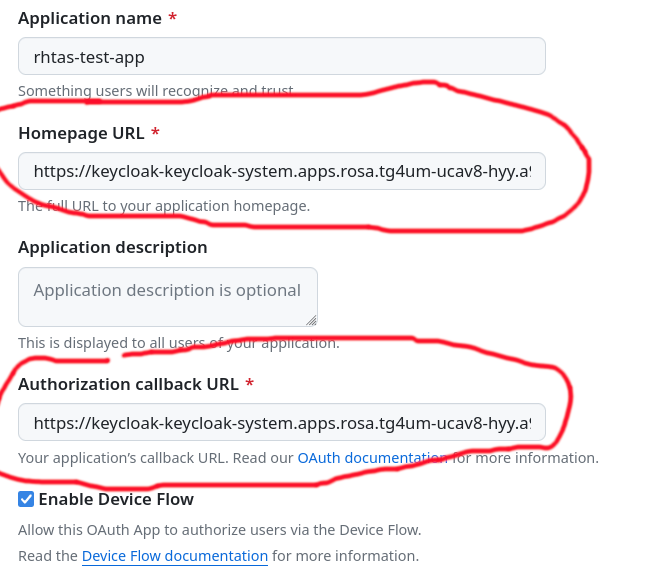 Application name *
rhtas-test-app
Something users will recognize and trust.
Homepage URL *
https://keycloak-keycloak-system.apps.rosa.tg4um-ucav8-hyy.a
The full URL to your application homepage.
Application description
Application description is optional
This is displayed to all users of your application.
Authorization callback URL *
https://keycloak-keycloak-system.apps.rosa.tg4um-ucav8-hyy.a
Your application’s callback URL. Read our OAuth documentation for more information.
Enable Device Flow
Allow this OAuth App to authorize users via the Device Flow.
Read the Device Flow documentation for more information.